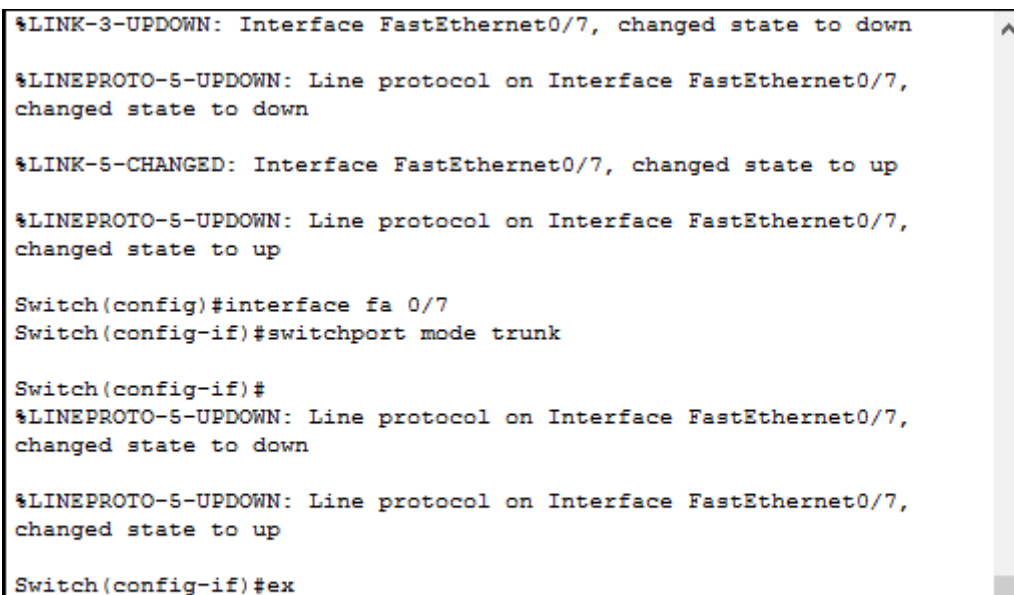 %LINK-3-UPDOWN: Interface FastEthernet0/7, changed state to down
%LINEPROTO-5-UPDOWN: Line protocol on Interface FastEthernet0/7,
changed state to down
%LINK-5-CHANGED: Interface FastEthernet0/7, changed state to up
%LINEPROTO-5-UPDOWN: Line protocol on Interface FastEthernet0/7,
changed state to up
Switch(config)#interface fa 0/7
Switch(config-if)#switchport mode trunk
Switch(config-if)#
%LINEPROTO-5-UPDOWN: Line protocol on Interface FastEthernet0/7,
changed state to down
%LINEPROTO-5-UPDOWN: Line protocol on Interface FastEthernet0/7,
changed state to up
Switch(config-if)#ex